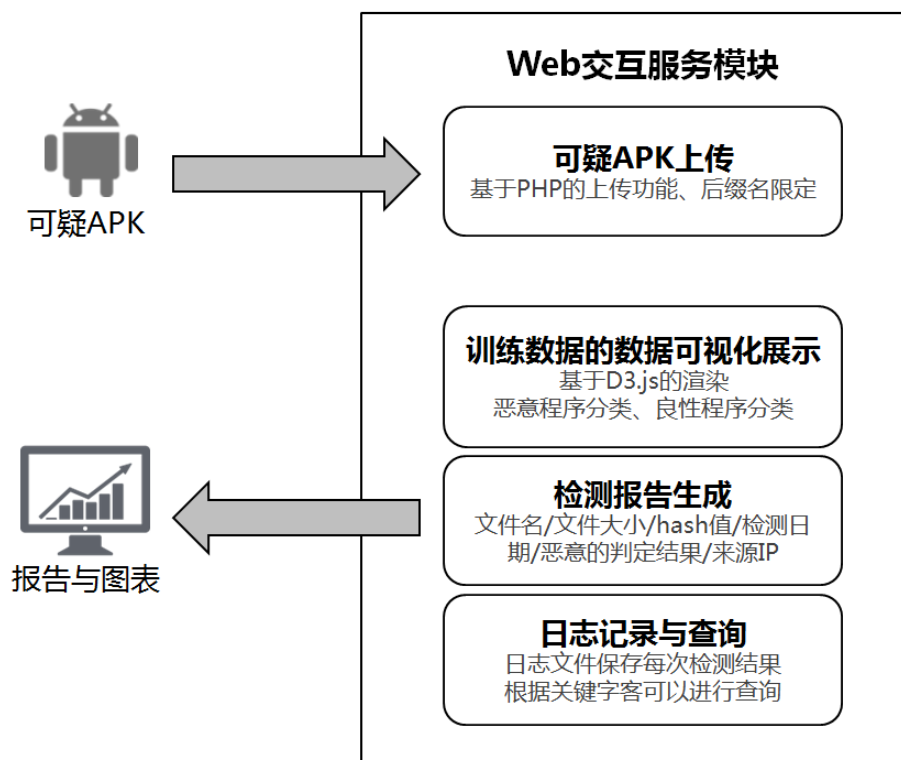 Web交互服务模块
可疑APK上传
基于PHP的上传功能、后缀名限定
可疑APK
训练数据的数据可视化展示
基于D3.js的渲染
恶意程序分类、良性程序分类
检测报告生成
文件名/文件大小/hash值/检测日
期/恶意的判定结果/来源IP
报告与图表
日志记录与查询
日志文件保存每次检测结果
根据关键字客可以进行查询